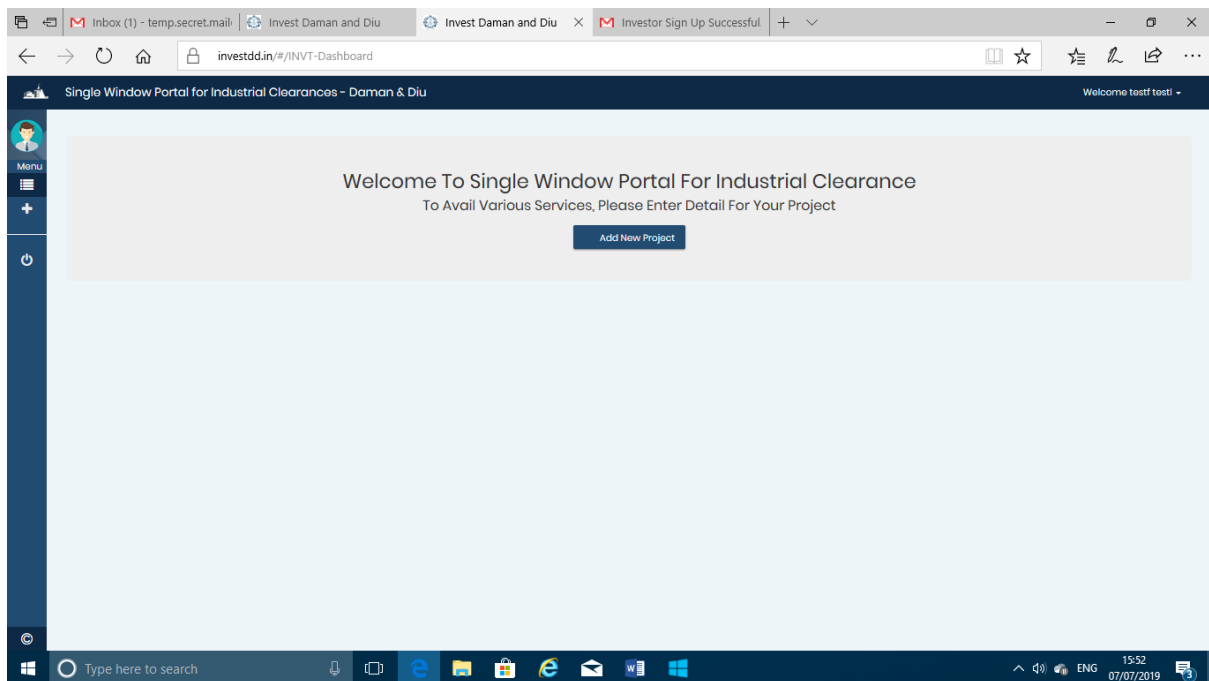 Inbox (1) - temp.secret.mail
Invest Daman and Diu
Invest Daman and Diu
Investor Sign Up Successful
investdd.in/#/INVT-Dashboard
Single Window Portal for Industrial Clearances - Daman & Diu
Welcome testf testl
Menu
Welcome To Single Window Portal For Industrial Clearance
To Avail Various Services, Please Enter Detail For Your Project
Add New Project
©
Type here to search
ENG
15:52
07/07/2019
3